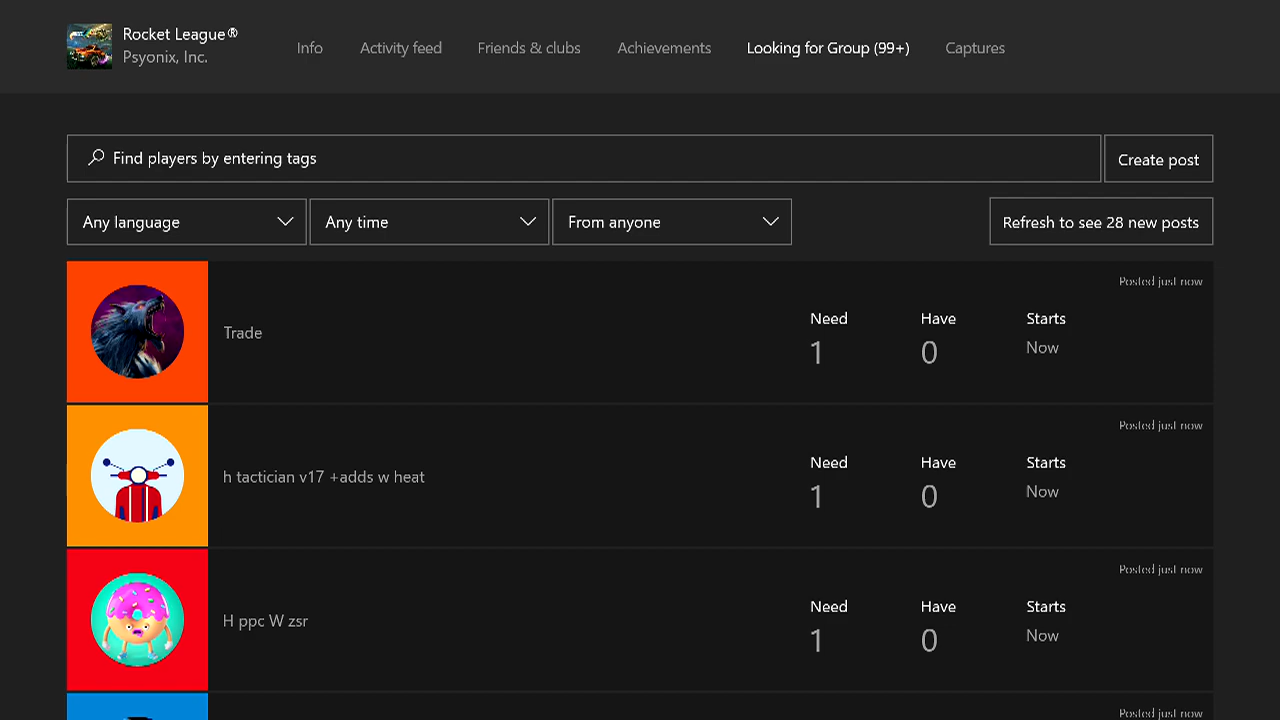 Rocket League®
Psyonix, Inc.
Info
Activity feed
Friends & clubs
Achievements
Looking for Group (99+)
Captures
Find players by entering tags
Create post
Any language
Any time
From anyone
Refresh to see 28 new posts
Posted just now
Trade
Need
Have
Starts
1
0
Now
Posted just now
h tactician v17 +adds w heat
Need
Have
Starts
1
0
Now
Posted just now
H ppc W zsr
Need
Have
Starts
1
0
Now
Posted just now